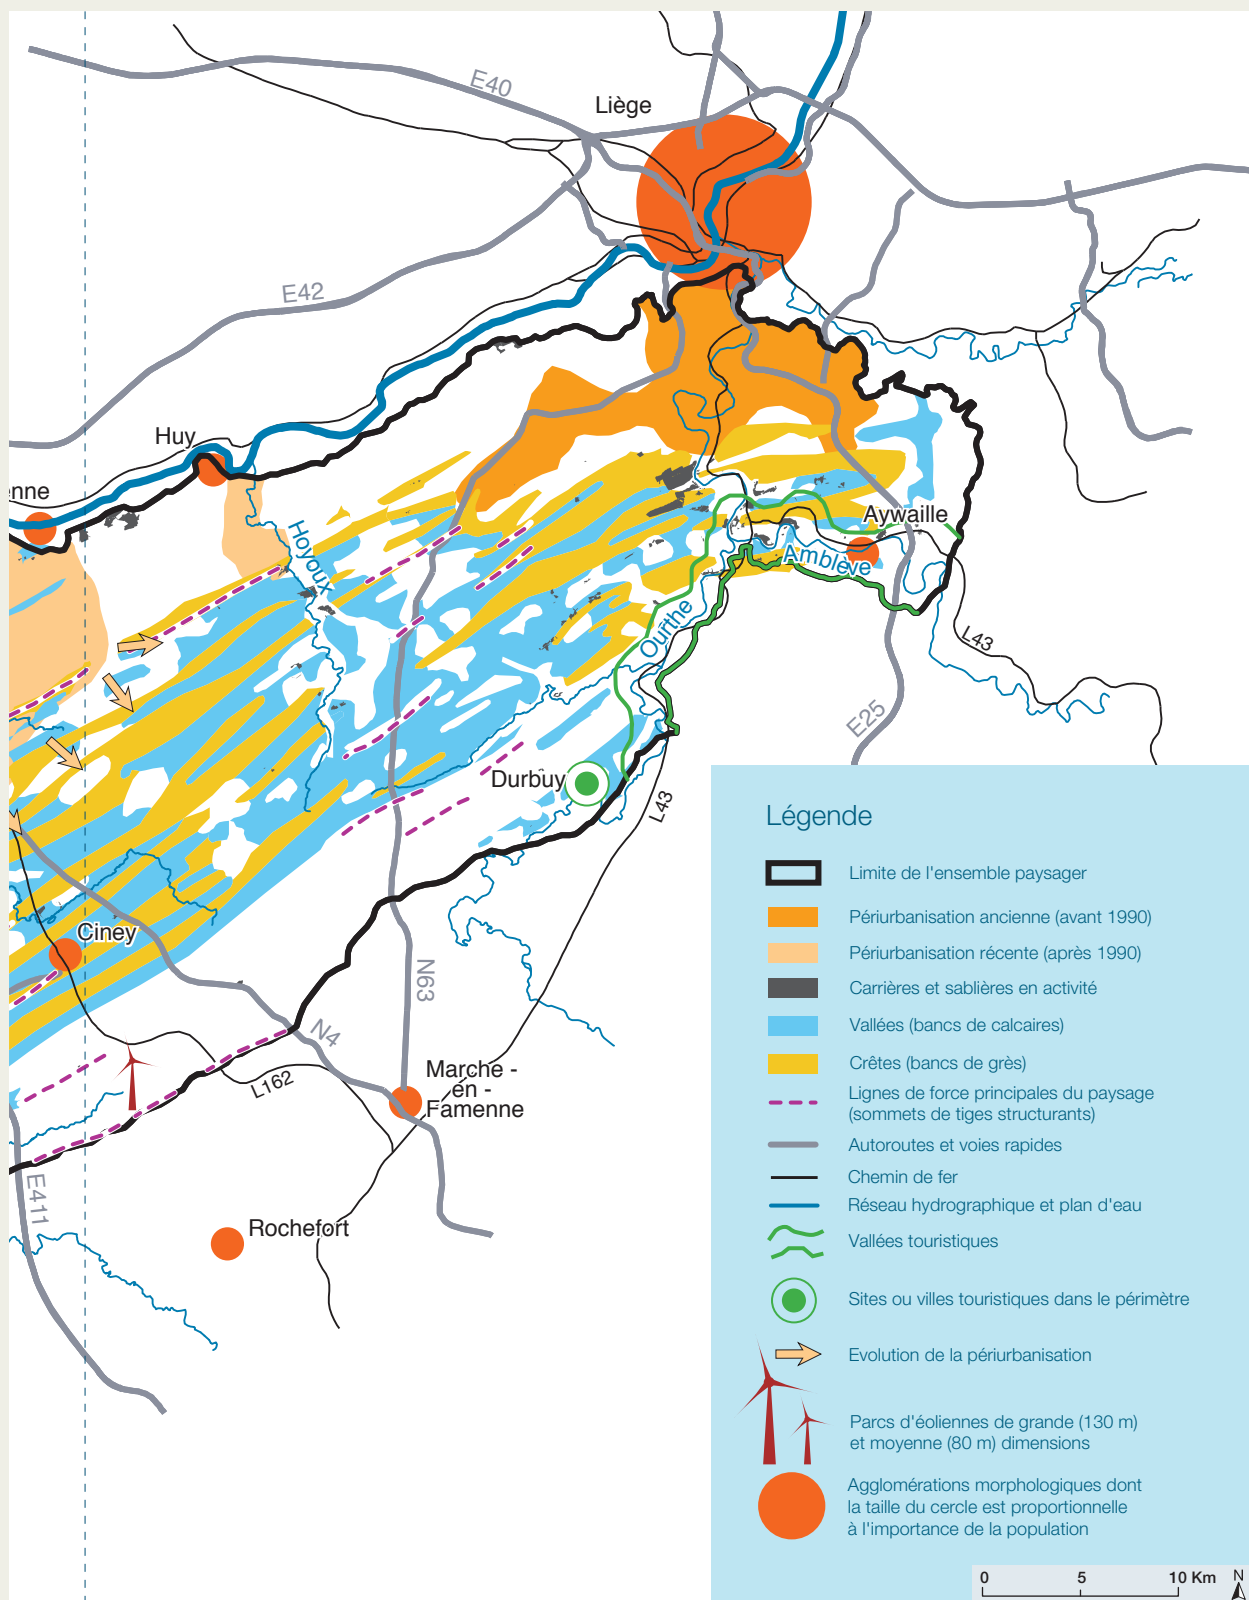 E40
Liège
E42
Huy
enne
Hoyoux
Aywaille
Amblève
Ourthe
L43
E25
Durbuy
L43
Ciney
N63
N4
L162
Marche -
en -
Famenne
E411
Rochefort
Légende
Limite de l'ensemble paysager
Périurbanisation ancienne (avant 1990)
Périurbanisation récente (après 1990)
Carrières et sablières en activité
Vallées (bancs de calcaires)
Crêtes (bancs de grès)
Lignes de force principales du paysage
(sommets de tiges structurants)
Autoroutes et voies rapides
Chemin de fer
Réseau hydrographique et plan d'eau
Vallées touristiques
Sites ou villes touristiques dans le périmètre
Evolution de la périurbanisation
Parcs d'éoliennes de grande (130 m)
et moyenne (80 m) dimensions
Agglomérations morphologiques dont
la taille du cercle est proportionnelle
à l'importance de la population
0 5 10 Km N